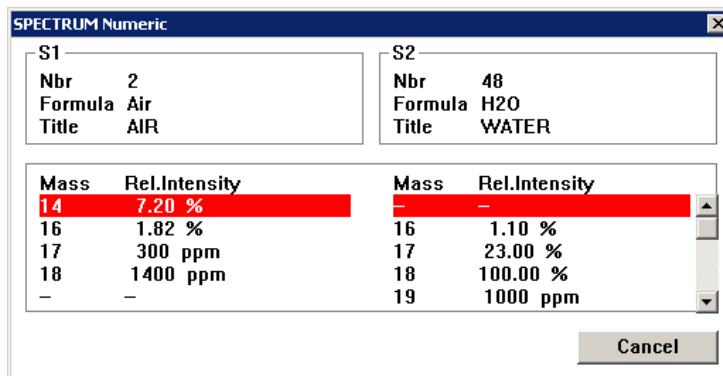 SPECTRUM Numeric
S1
Nbr 2
Formula Air
Title AIR
S2
Nbr 48
Formula H2O
Title WATER
Mass Rel.Intensity Mass Rel.Intensity
14 7.20 % – –
16 1.82 % 16 1.10 %
17 300 ppm 17 23.00 %
18 1400 ppm 18 100.00 %
– – 19 1000 ppm
Cancel